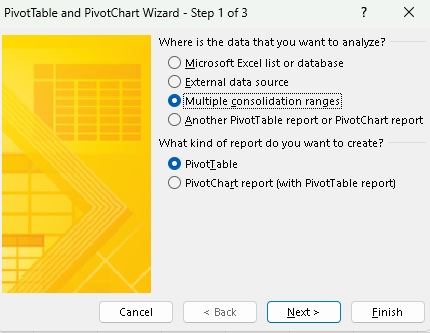 PivotTable and PivotChart Wizard - Step 1 of 3
Where is the data that you want to analyze?
Microsoft Excel list or database
External data source
Multiple consolidation ranges
Another PivotTable report or PivotChart report
What kind of report do you want to create?
PivotTable
PivotChart report (with PivotTable report)
Cancel
< Back
Next >
Finish